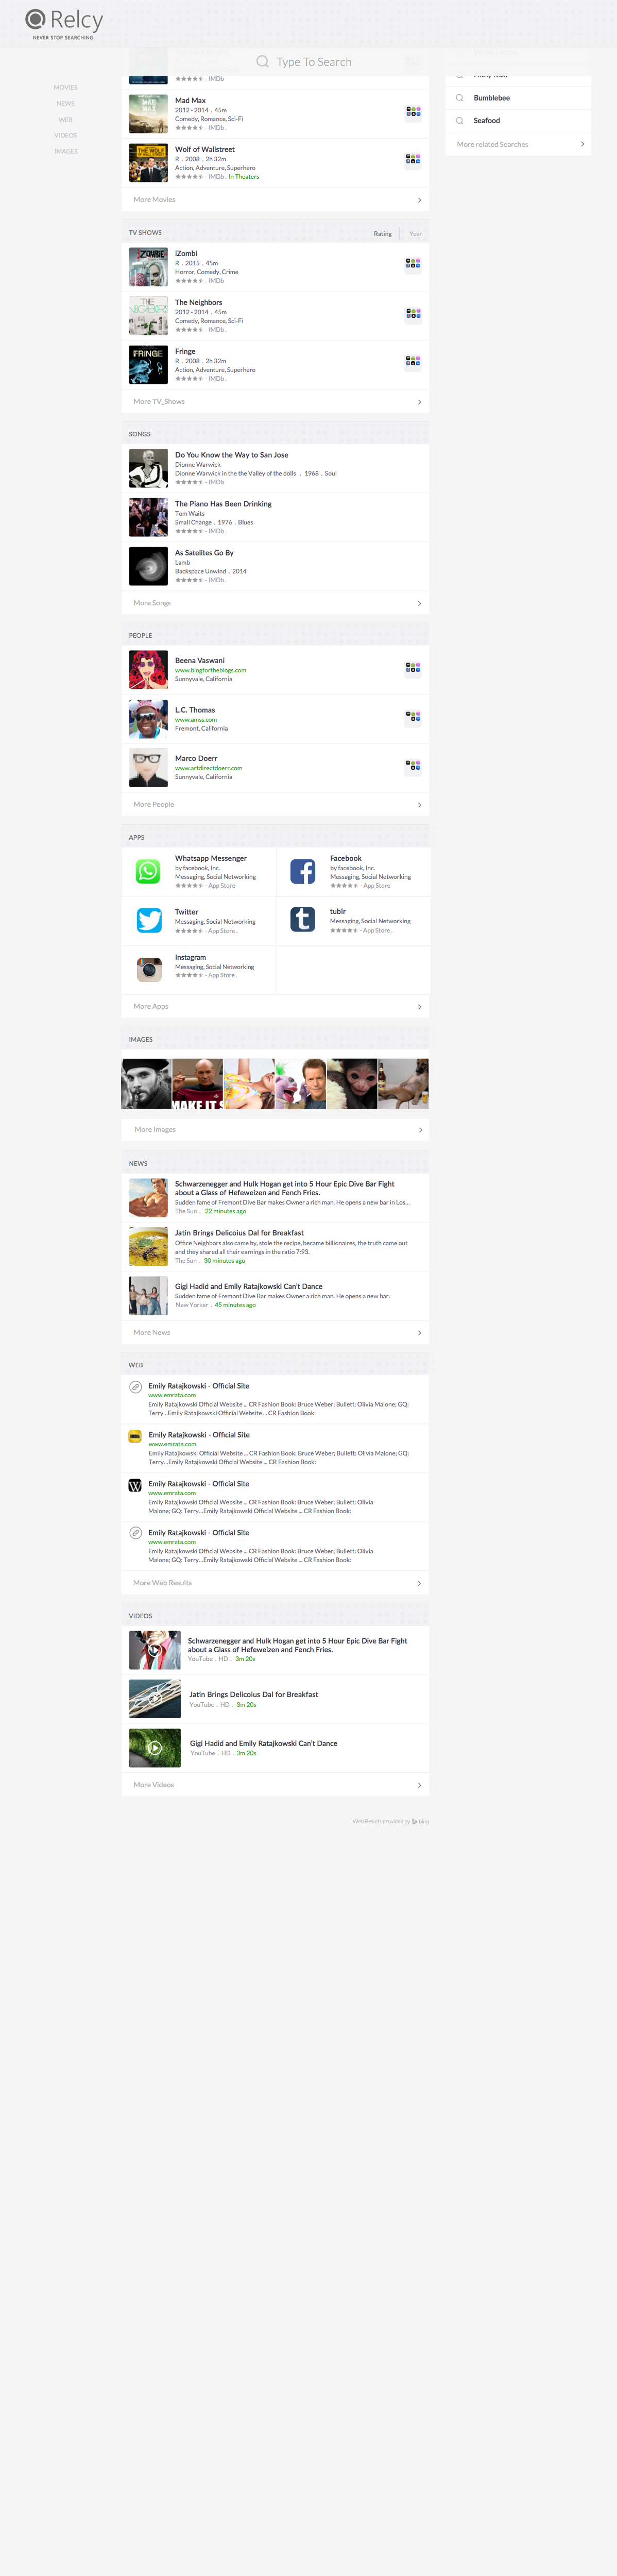 Relcy
NEVER STOP SEARCHING
Type To Search
MOVIES
NEWS
WEB
VIDEOS
IMAGES
- IMDb
Mad Max
2012 - 2014 . 45m
Comedy, Romance, Sci-Fi
- IMDb .
Wolf of Wallstreet
R . 2008 . 2h 32m
Action, Adventure, Superhero
- IMDb . In Theaters
More Movies
Bumblebee
Seafood
More related Searches
TV SHOWS
Rating
Year
iZombi
R . 2015 . 45m
Horror, Comedy, Crime
- IMDb
The Neighbors
2012 - 2014 . 45m
Comedy, Romance, Sci-Fi
- IMDb .
Fringe
R . 2008 . 2h 32m
Action, Adventure, Superhero
- IMDb .
More TV_Shows
SONGS
Do You Know the Way to San Jose
Dionne Warwick
Dionne Warwick in the the Valley of the dolls . 1968 . Soul
- IMDb
The Piano Has Been Drinking
Tom Waits
Small Change . 1976 . Blues
- IMDb .
As Satelites Go By
Lamb
Backspace Unwind . 2014
- IMDb .
More Songs
PEOPLE
Beena Vaswani
www.blogfortheblogs.com
Sunnyvale, California
L.C. Thomas
www.amss.com
Fremont, California
Marco Doerr
www.artdirectdoerr.com
Sunnyvale, California
More People
APPS
Whatsapp Messenger
by facebook, Inc.
Messaging, Social Networking
- App Store
Facebook
by facebook, Inc.
Messaging, Social Networking
- App Store
Twitter
Messaging, Social Networking
- App Store .
tublr
Messaging, Social Networking
- App Store .
Instagram
Messaging, Social Networking
- App Store .
More Apps
IMAGES
MAKE IT S
More Images
NEWS
Schwarzenegger and Hulk Hogan get into 5 Hour Epic Dive Bar Fight
about a Glass of Hefeweizen and Fench Fries.
Sudden fame of Fremont Dive Bar makes Owner a rich man. He opens a new bar in Los...
The Sun . 22 minutes ago
Jatin Brings Delicoius Dal for Breakfast
Office Neighbors also came by, stole the recipe, became billionaires, the truth came out
and they shared all their earnings in the ratio 7:93.
The Sun . 30 minutes ago
Gigi Hadid and Emily Ratajkowski Can't Dance
Sudden fame of Fremont Dive Bar makes Owner a rich man. He opens a new bar.
New Yorker . 45 minutes ago
More News
WEB
Emily Ratajkowski - Official Site
www.emrata.com
Emily Ratajkowski Official Website ... CR Fashion Book: Bruce Weber; Bullett: Olivia Malone; GQ:
Terry...Emily Ratajkowski Official Website ... CR Fashion Book:
Emily Ratajkowski - Official Site
www.emrata.com
Emily Ratajkowski Official Website ... CR Fashion Book: Bruce Weber; Bullett: Olivia Malone; GQ:
Terry...Emily Ratajkowski Official Website ... CR Fashion Book:
Emily Ratajkowski - Official Site
www.emrata.com
Emily Ratajkowski Official Website ... CR Fashion Book: Bruce Weber; Bullett: Olivia
Malone; GQ: Terry...Emily Ratajkowski Official Website ... CR Fashion Book:
Emily Ratajkowski - Official Site
www.emrata.com
Emily Ratajkowski Official Website ... CR Fashion Book: Bruce Weber; Bullett: Olivia
Malone; GQ: Terry...Emily Ratajkowski Official Website ... CR Fashion Book:
More Web Results
VIDEOS
Schwarzenegger and Hulk Hogan get into 5 Hour Epic Dive Bar Fight
about a Glass of Hefeweizen and Fench Fries.
YouTube . HD . 3m 20s
Jatin Brings Delicoius Dal for Breakfast
YouTube . HD . 3m 20s
Gigi Hadid and Emily Ratajkowski Can't Dance
YouTube . HD . 3m 20s
More Videos
Web Results provided by bing